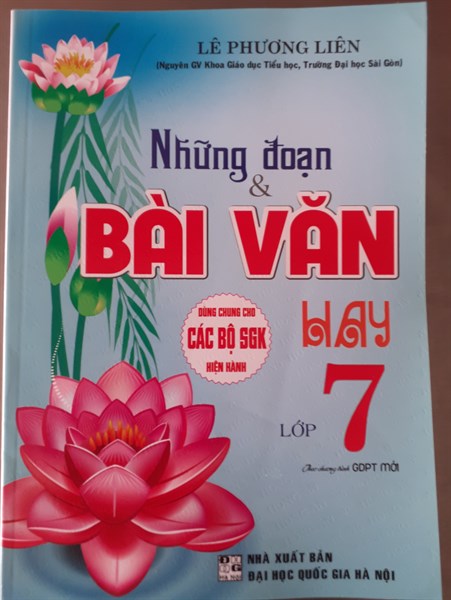 LÊ PHƯƠNG LIÊN
(Nguyên GV Khoa Giáo dục Tiểu học, Trường Đại học Sài Gòn)
Những đoạn
&
BÀI VĂN
HAY
DÙNG CHUNG CHO
CÁC BỘ SGK
HIỆN HÀNH
LỚP 7
Theo chương trình GDPT MỚI
NHÀ XUẤT BẢN
ĐẠI HỌC QUỐC GIA HÀ NỘI